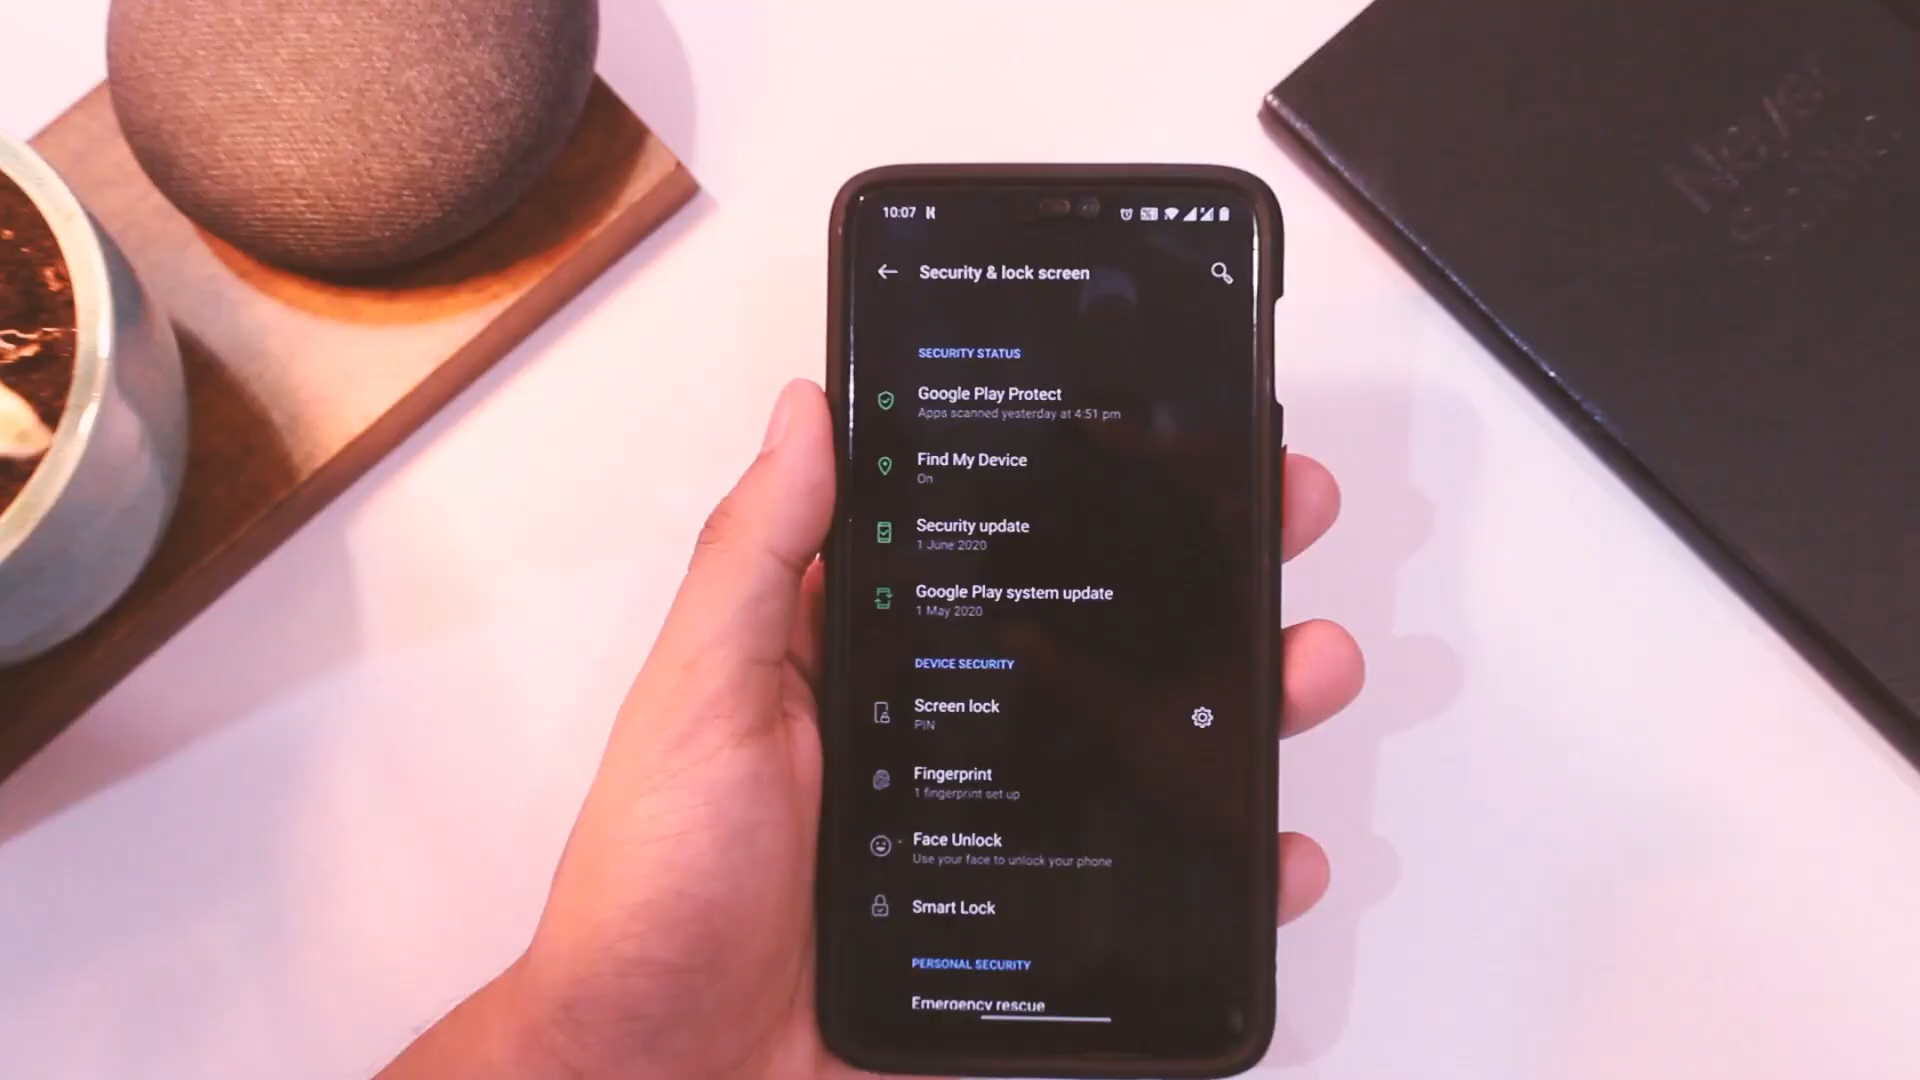 10:07
Security & lock screen
SECURITY STATUS
Google Play Protect
Apps scanned yesterday at 4:51 pm
Find My Device
On
Security update
1 June 2020
Google Play system update
1 May 2020
DEVICE SECURITY
Screen lock
PIN
Fingerprint
1 fingerprint set up
Face Unlock
Use your face to unlock your phone
Smart Lock
PERSONAL SECURITY
Emergency rescue
Never
Settle